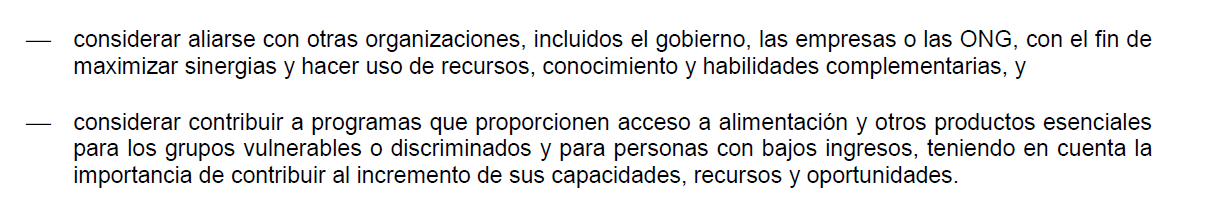 — considerar aliarse con otras organizaciones, incluidos el gobierno, las empresas o las ONG, con el fin de
maximizar sinergias y hacer uso de recursos, conocimiento y habilidades complementarias, y
— considerar contribuir a programas que proporcionen acceso a alimentación y otros productos esenciales
para los grupos vulnerables o discriminados y para personas con bajos ingresos, teniendo en cuenta la
importancia de contribuir al incremento de sus capacidades, recursos y oportunidades.